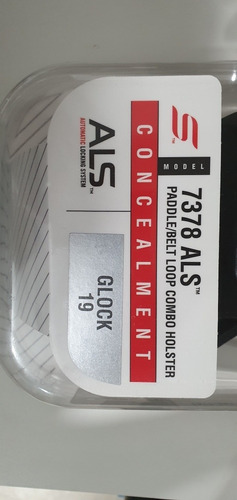 MODEL
7378 ALS™
PADDLE/BELT LOOP COMBO HOLSTER
CONCEALMENT
ALS™
AUTOMATIC LOCKING SYSTEM
GLOCK
19